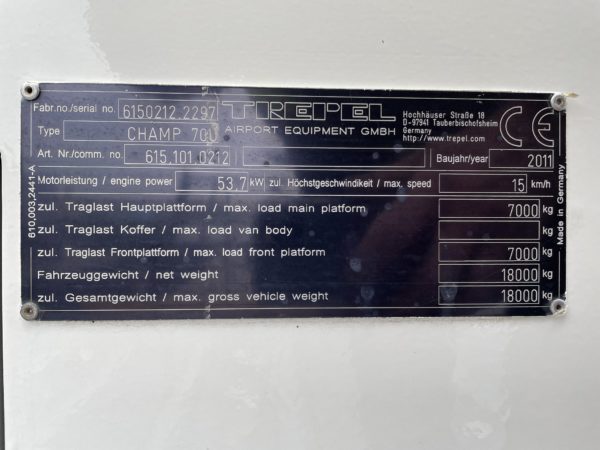 Fabr.no./serial no. 6150212.2297 TREPEL
Hochhäuser Straße 18
D-97941 Tauberbischofsheim
Germany
http://www.trepel.com
CE
Type CHAMP 70U AIRPORT EQUIPMENT GMBH
Art. Nr./comm. no. 615.101.0212 Baujahr/year 2011
Motorleistung / engine power 53.7 kW zul. Höchstgeschwindikeit / max. speed 15 km/h
zul. Traglast Hauptplattform / max. load main platform 7000 kg
zul. Traglast Koffer / max. load van body kg
zul. Traglast Frontplattform / max. load front platform 7000 kg
Fahrzeuggewicht / net weight 18000 kg
zul. Gesamtgewicht / max. gross vehicle weight 18000 kg
610.003.2441-A
Made in Germany